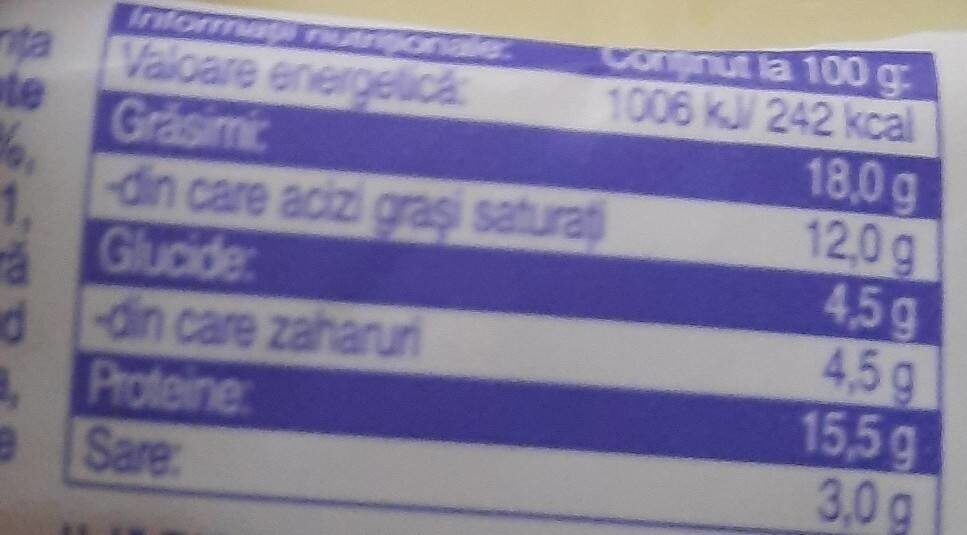 Informații nutriționale: Conținut la 100 g:
Valoare energetică: 1006 kJ/ 242 kcal
Grăsimi: 18,0 g
-din care acizi grași saturați 12,0 g
Glucide: 4,5 g
-din care zaharuri 4,5 g
Proteine: 15,5 g
Sare: 3,0 g